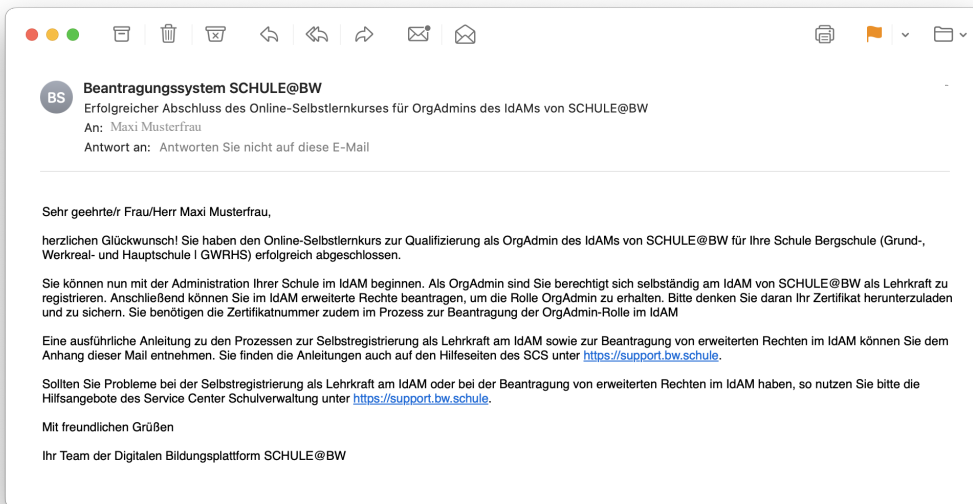 BS
Beantragungssystem SCHULE@BW
Erfolgreicher Abschluss des Online-Selbstlernkurses für OrgAdmins des IdAMs von SCHULE@BW
An: Maxi Musterfrau
Antwort an: Antworten Sie nicht auf diese E-Mail
Sehr geehrte/r Frau/Herr Maxi Musterfrau,
herzlichen Glückwunsch! Sie haben den Online-Selbstlernkurs zur Qualifizierung als OrgAdmin des IdAMs von SCHULE@BW für Ihre Schule Bergschule (Grund-,
Werkreal- und Hauptschule | GWRHS) erfolgreich abgeschlossen.
Sie können nun mit der Administration Ihrer Schule im IdAM beginnen. Als OrgAdmin sind Sie berechtigt sich selbständig am IdAM von SCHULE@BW als Lehrkraft zu
registrieren. Anschließend können Sie im IdAM erweiterte Rechte beantragen, um die Rolle OrgAdmin zu erhalten. Bitte denken Sie daran Ihr Zertifikat herunterzuladen
und zu sichern. Sie benötigen die Zertifikatnummer zudem im Prozess zur Beantragung der OrgAdmin-Rolle im IdAM
Eine ausführliche Anleitung zu den Prozessen zur Selbstregistrierung als Lehrkraft am IdAM sowie zur Beantragung von erweiterten Rechten im IdAM können Sie dem
Anhang dieser Mail entnehmen. Sie finden die Anleitungen auch auf den Hilfeseiten des SCS unter https://support.bw.schule.
Sollten Sie Probleme bei der Selbstregistrierung als Lehrkraft am IdAM oder bei der Beantragung von erweiterten Rechten im IdAM haben, so nutzen Sie bitte die
Hilfsangebote des Service Center Schulverwaltung unter https://support.bw.schule.
Mit freundlichen Grüßen
Ihr Team der Digitalen Bildungsplattform SCHULE@BW